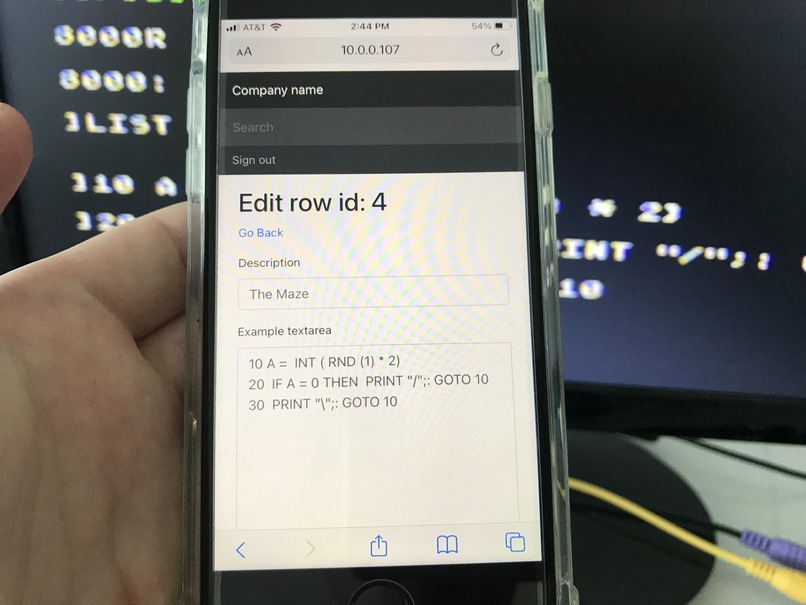 8000R
8000:
]LIST
110 A
120
* 2)
INT "/";:
10
AT&T 2:44 PM 54%
AA 10.0.0.107
Company name
Search
Sign out
Edit row id: 4
Go Back
Description
The Maze
Example textarea
10 A = INT ( RND (1) * 2)
20 IF A = 0 THEN PRINT "/";: GOTO 10
30 PRINT "\";: GOTO 10